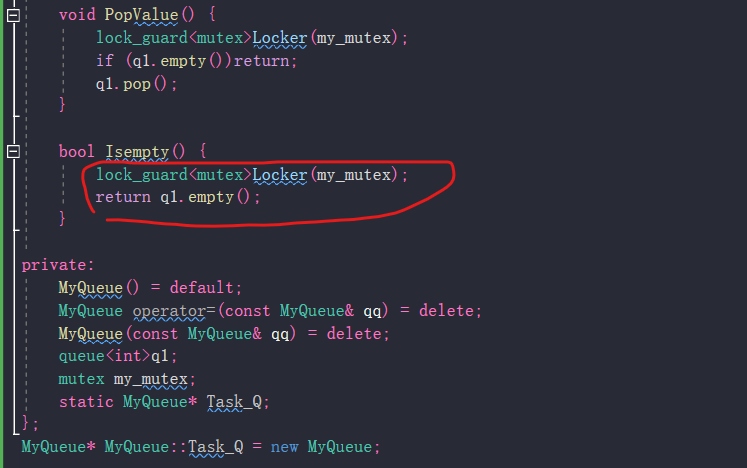 void PopValue() {
lock_guard<mutex>Locker(my_mutex);
if (q1.empty())return;
q1.pop();
}
bool Isempty() {
lock_guard<mutex>Locker(my_mutex);
return q1.empty();
}
private:
MyQueue() = default;
MyQueue operator=(const MyQueue& qq) = delete;
MyQueue(const MyQueue& qq) = delete;
queue<int>q1;
mutex my_mutex;
static MyQueue* Task_Q;
};
MyQueue* MyQueue::Task_Q = new MyQueue;